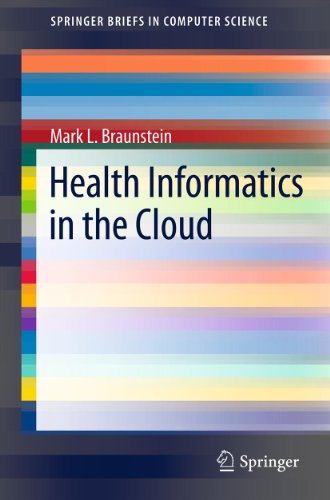 SPRINGER BRIEFS IN COMPUTER SCIENCE
Mark L. Braunstein
Health Informatics
in the Cloud
Springer